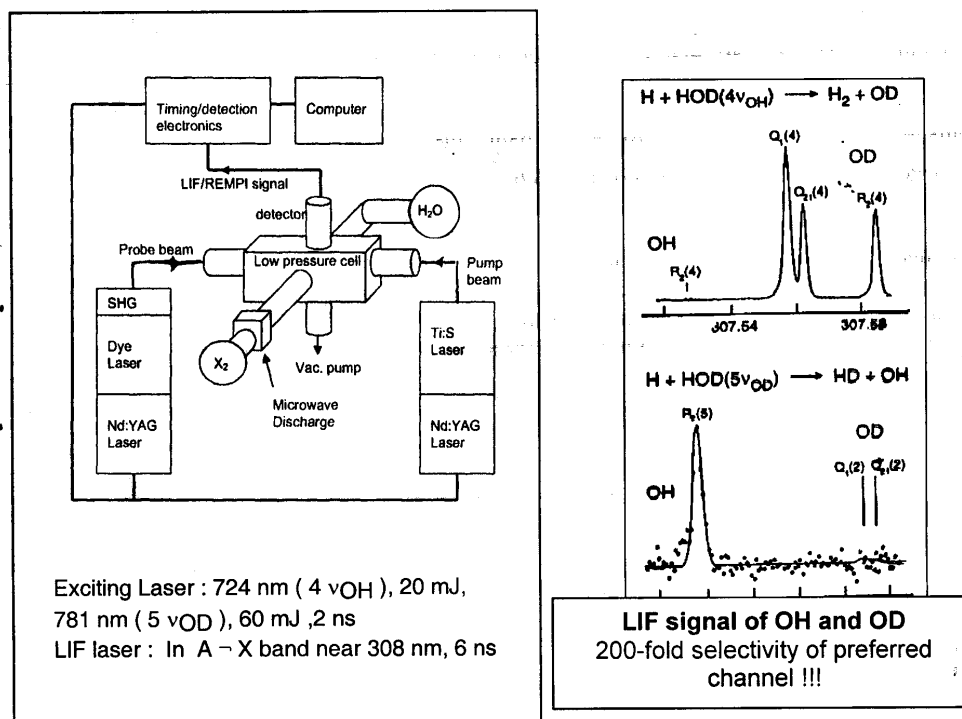 Timing/detection
electronics
Computer
LIF/REMPI signal
detector
H₂O
Probe beam
Low pressure cell
Pump
beam
SHG
Dye
Laser
Nd:YAG
Laser
X₂
Vac. pump
Microwave
Discharge
Ti:S
Laser
Nd:YAG
Laser
Exciting Laser : 724 nm ( 4 νOH ), 20 mJ,
781 nm ( 5 νOD ), 60 mJ ,2 ns
LIF laser : In A ¬ X band near 308 nm, 6 ns
H + HOD(4νOH) → H₂ + OD
Q₁(4)
OD
Q₂₁(4)
R₂(4)
OH
R₂(4)
307.54
307.58
H + HOD(5νOD) → HD + OH
R₂(5)
OD
Q₁(2) Q₂₁(2)
OH
LIF signal of OH and OD
200-fold selectivity of preferred
channel !!!